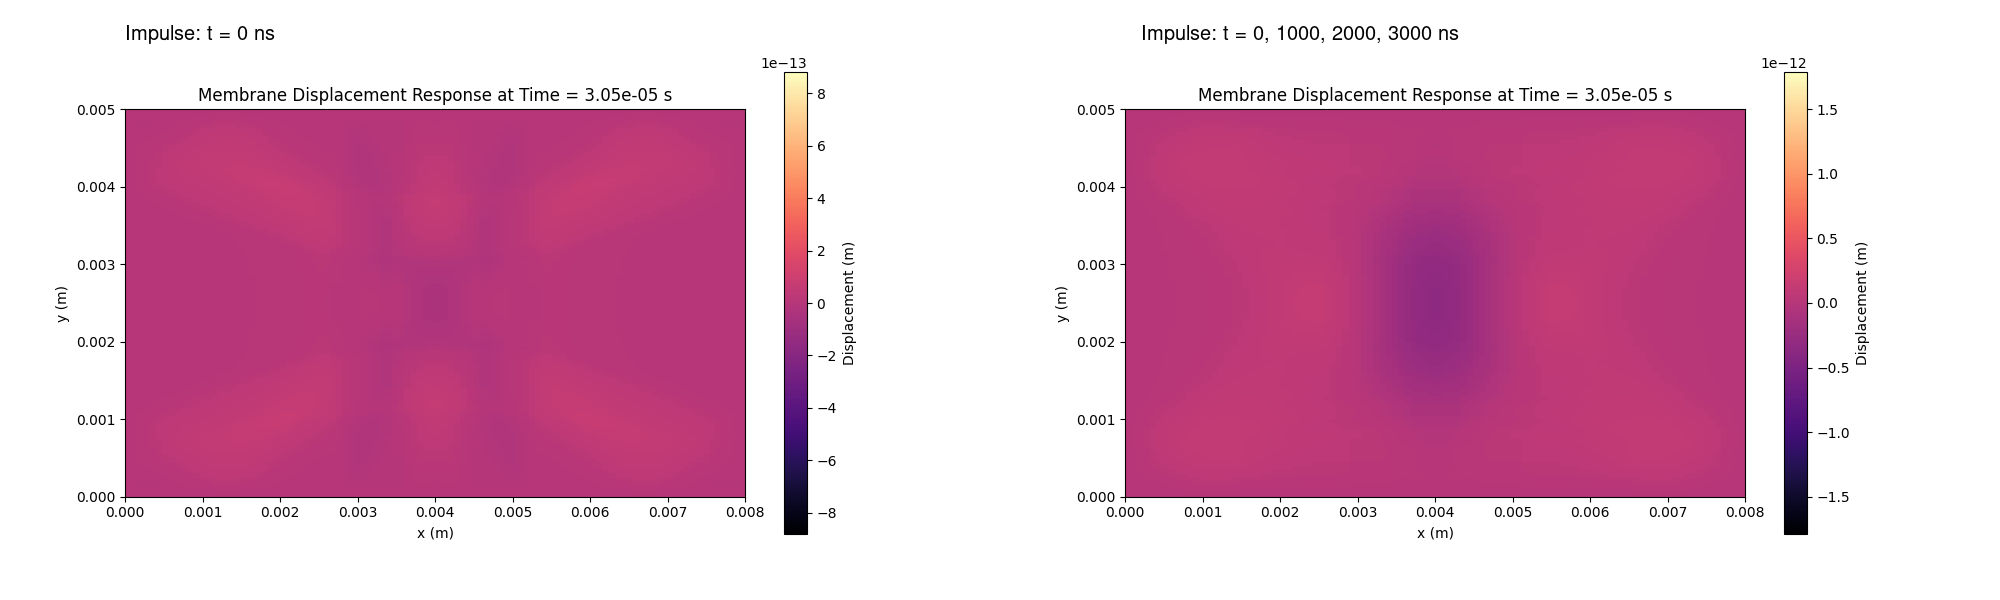 Impulse: t = 0 ns
1e−13
Membrane Displacement Response at Time = 3.05e-05 s
0.005
0.004
0.003
0.002
0.001
0.000
y (m)
0.000 0.001 0.002 0.003 0.004 0.005 0.006 0.007 0.008
x (m)
8
6
4
2
0
−2
−4
−6
−8
Displacement (m)
Impulse: t = 0, 1000, 2000, 3000 ns
1e−12
Membrane Displacement Response at Time = 3.05e-05 s
0.005
0.004
0.003
0.002
0.001
0.000
y (m)
0.000 0.001 0.002 0.003 0.004 0.005 0.006 0.007 0.008
x (m)
1.5
1.0
0.5
0.0
−0.5
−1.0
−1.5
Displacement (m)